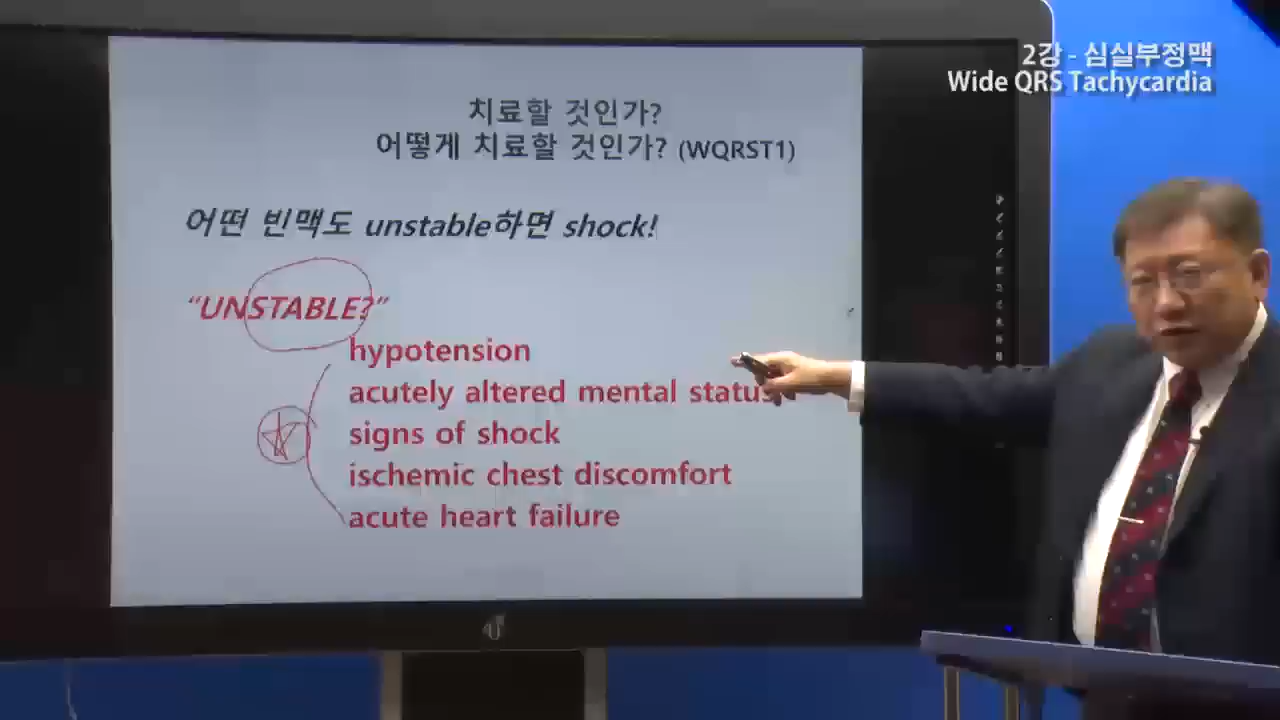 2강 - 심실부정맥
Wide QRS Tachycardia
치료할 것인가?
어떻게 치료할 것인가? (WQRST1)
어떤 빈맥도 unstable하면 shock!
“UNSTABLE?”
hypotension
acutely altered mental status
signs of shock
ischemic chest discomfort
acute heart failure